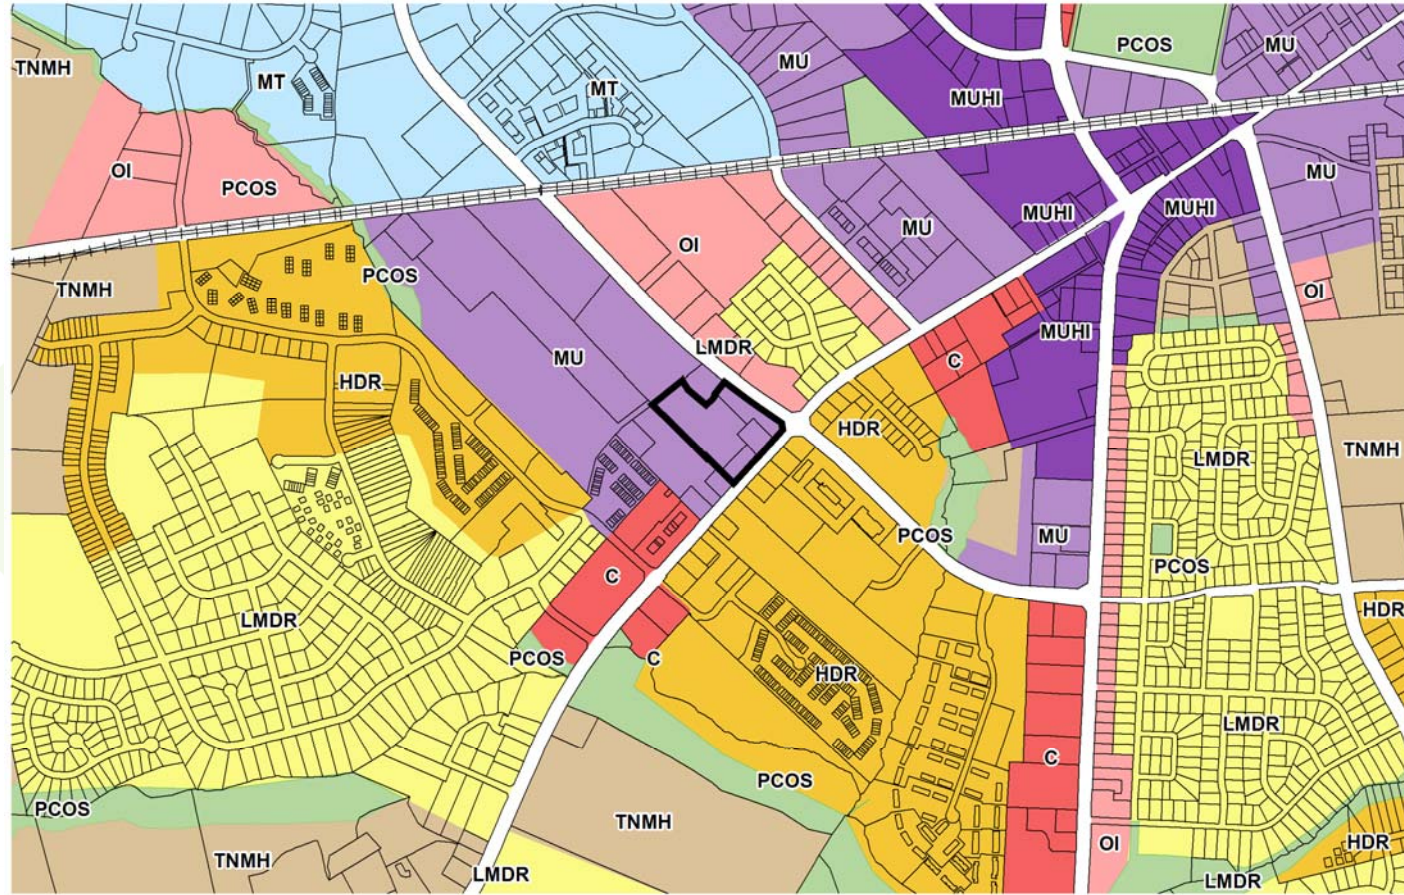 PCOS
MU
MU
TNMH
MT
MT
MUHI
OI
PCOS
MU
MUHI
MUHI
MU
OI
PCOS
TNMH
OI
MUHI
LMDR
MU
C
HDR
HDR
LMDR
TNMH
PCOS
MU
PCOS
C
HDR
LMDR
PCOS
C
HDR
LMDR
C
PCOS
PCOS
TNMH
OI
HDR
TNMH
LMDR
LMDR